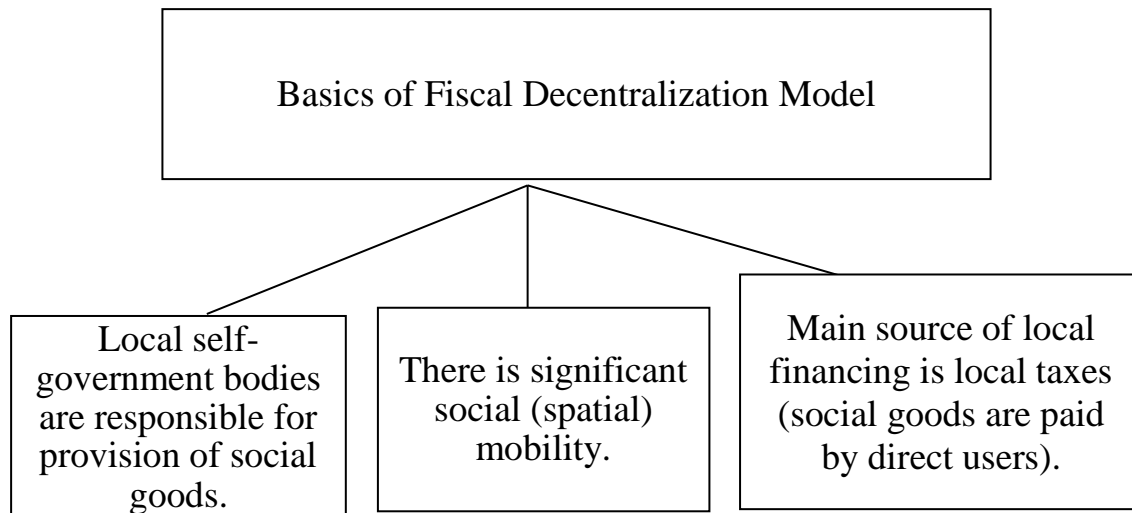 Basics of Fiscal Decentralization Model
Local self-
government bodies
are responsible for
provision of social
goods.
There is significant
social (spatial)
mobility.
Main source of local
financing is local taxes
(social goods are paid
by direct users).